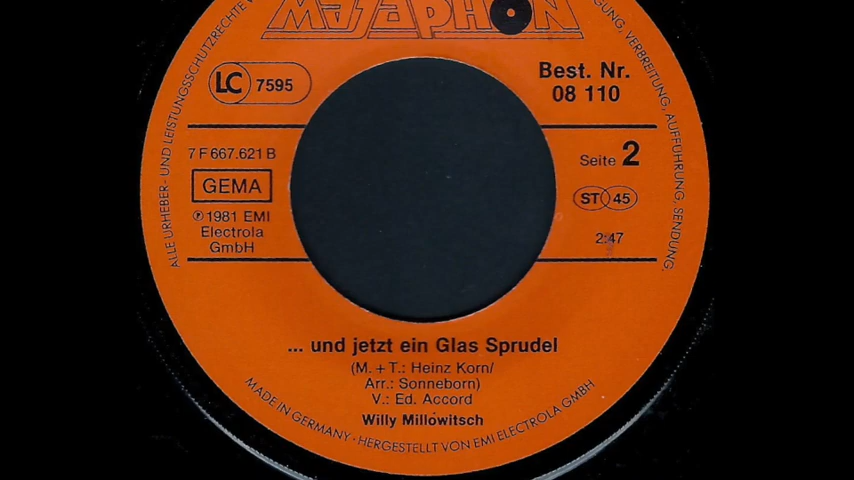 MAJAPHON
ALLE URHEBER- UND LEISTUNGSSCHUTZRECHTE
VERBREITUNG, AUFFÜHRUNG, SENDUNG.
LC 7595
Best. Nr.
08 110
7 F 667.621 B
Seite 2
GEMA
ST 45
℗ 1981 EMI
Electrola
GmbH
2:47
... und jetzt ein Glas Sprudel
(M. + T.: Heinz Korn/
Arr.: Sonneborn)
V.: Ed. Accord
Willy Millowitsch
MADE IN GERMANY · HERGESTELLT VON EMI ELECTROLA GMBH